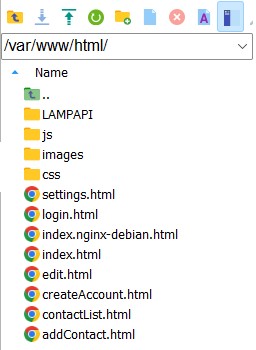 /var/www/html/
Name
..
LAMPAPI
js
images
css
settings.html
login.html
index.nginx-debian.html
index.html
edit.html
createAccount.html
contactList.html
addContact.html